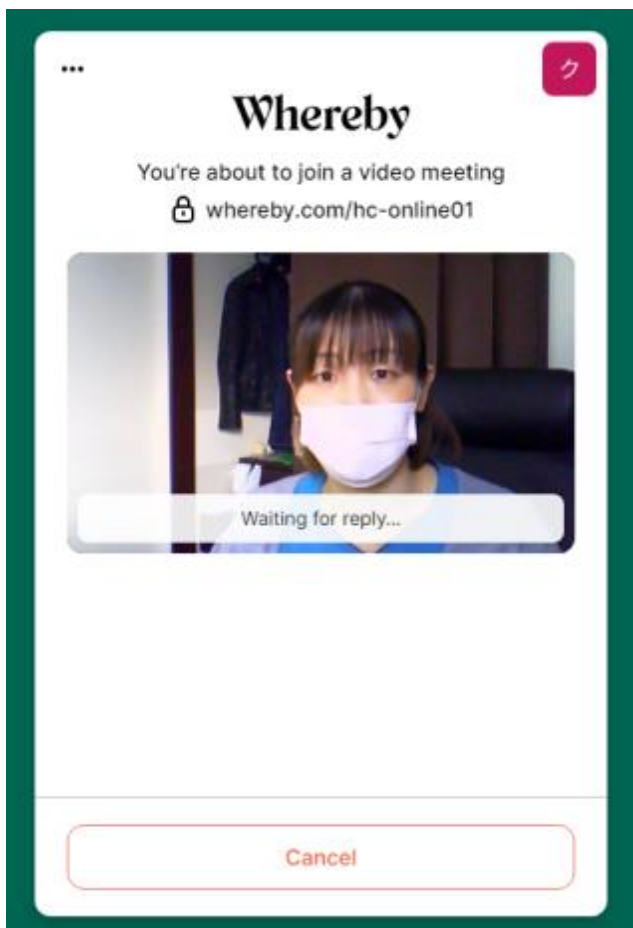 ク
Whereby
You're about to join a video meeting
whereby.com/hc-online01
Waiting for reply...
Cancel